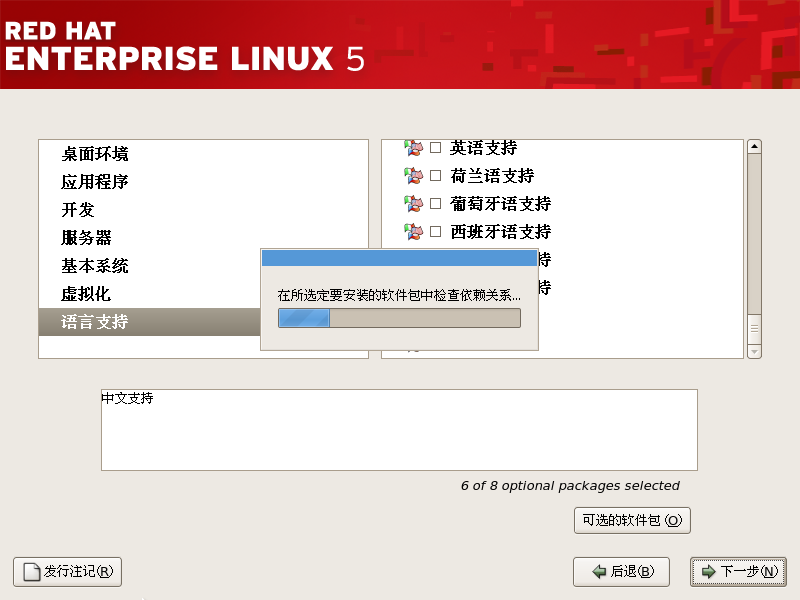 RED HAT
ENTERPRISE LINUX 5
桌面环境
应用程序
开发
服务器
基本系统
虚拟化
语言支持
英语支持
荷兰语支持
葡萄牙语支持
西班牙语支持
持
持
在所选定要安装的软件包中检查依赖关系...
中文支持
6 of 8 optional packages selected
可选的软件包(O)
发行注记(R)
后退(B)
下一步(N)